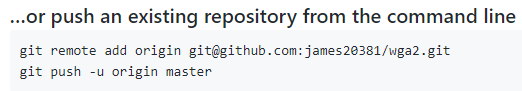 ...or push an existing repository from the command line
git remote add origin git@github.com:james20381/wga2.git
git push -u origin master